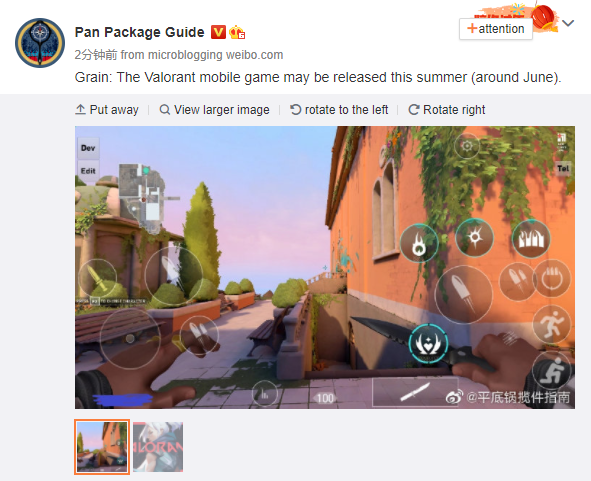 Pan Package Guide
+attention
2分钟前 from microblogging weibo.com
Grain: The Valorant mobile game may be released this summer (around June).
Put away
View larger image
rotate to the left
Rotate right
Dev
Edit
Tel
100
@平底锅揽件指南